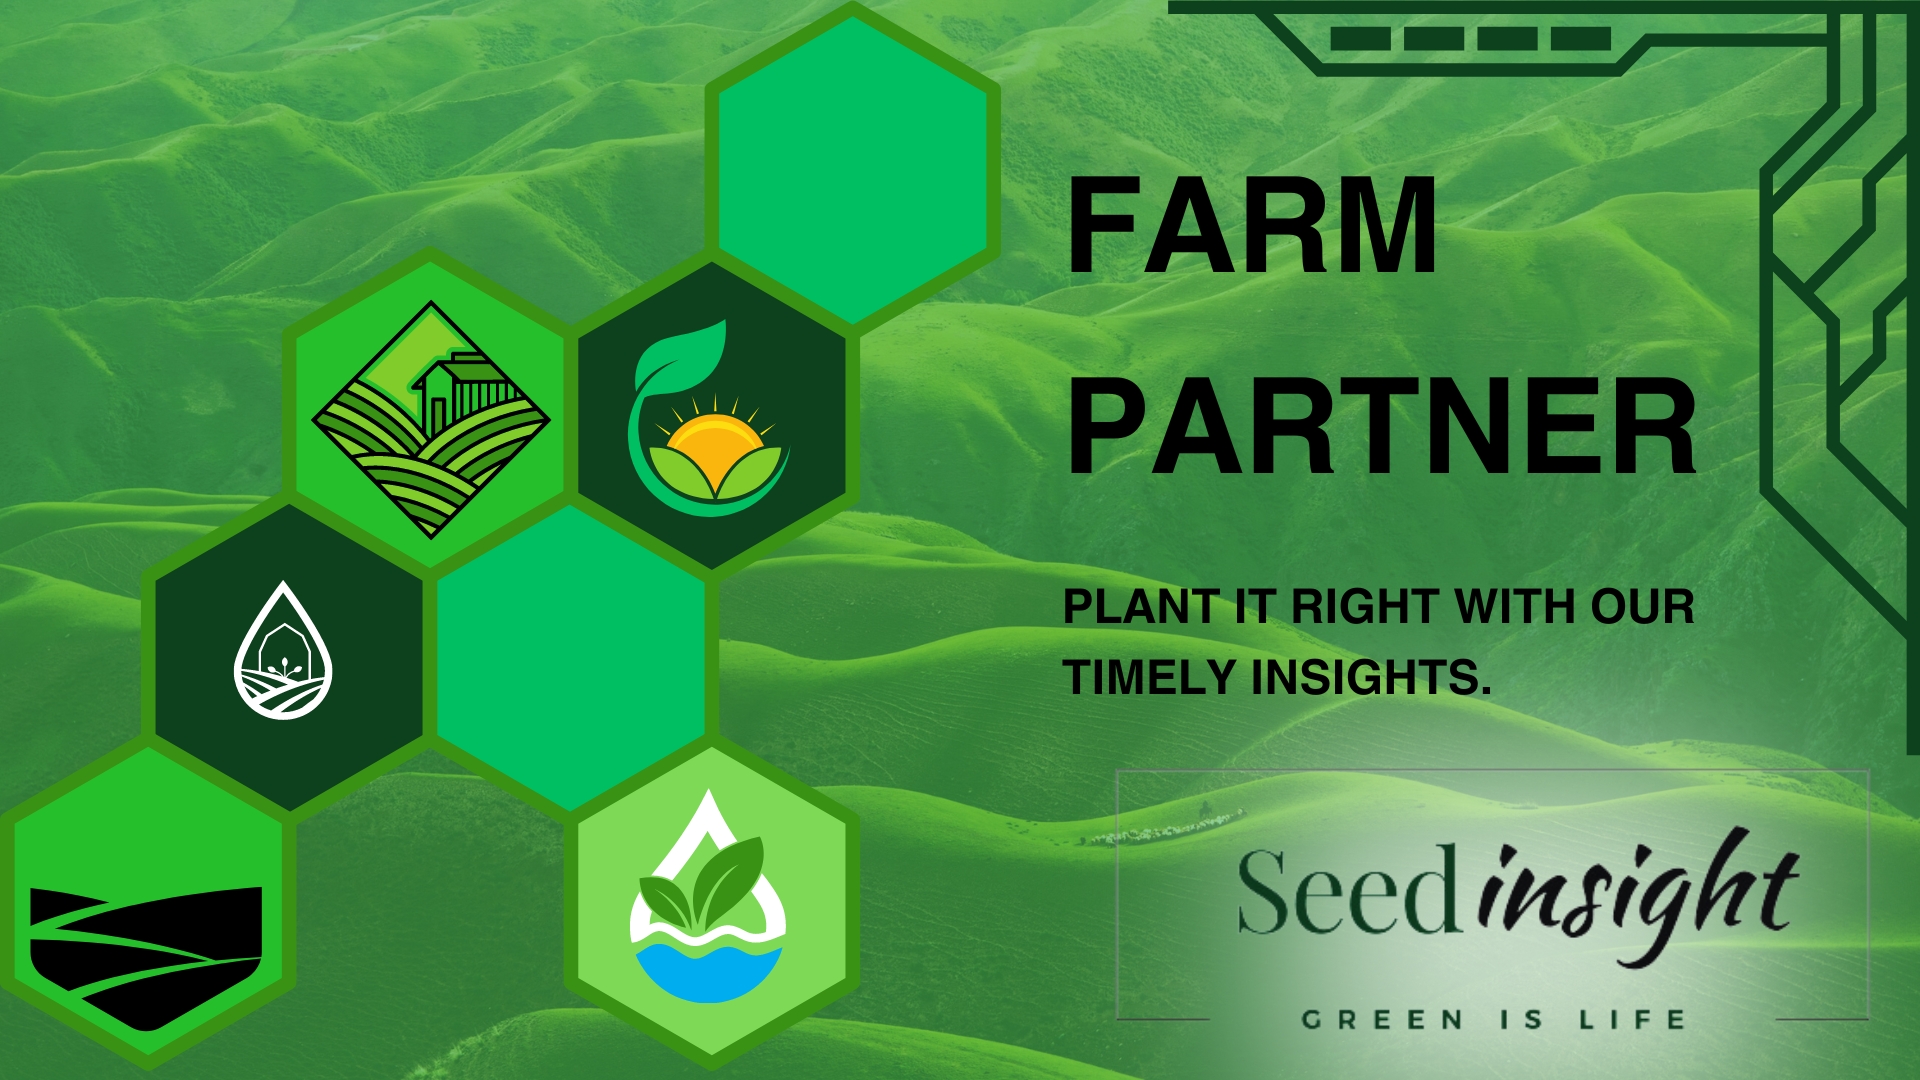 FARM
PARTNER
PLANT IT RIGHT WITH OUR
TIMELY INSIGHTS.
Seed insight
GREEN IS LIFE